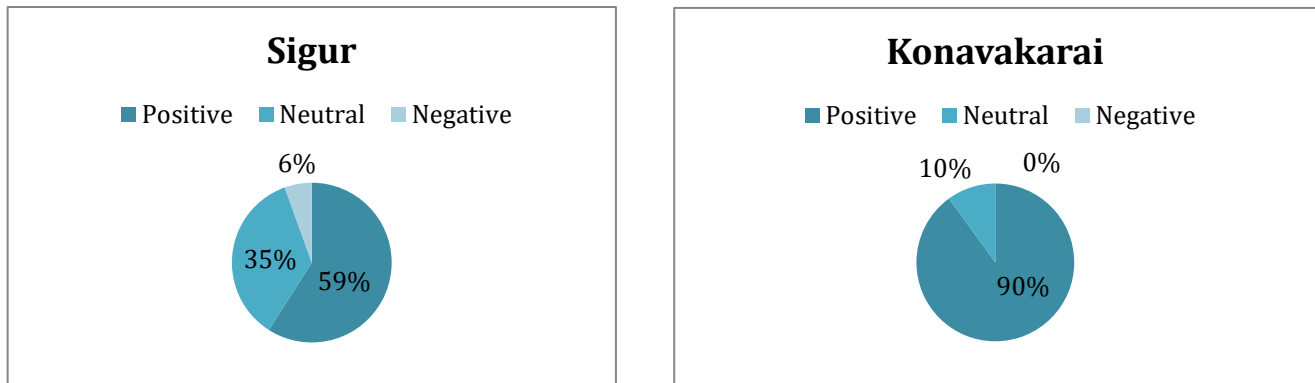 Sigur
Positive Neutral Negative
6%
35%
59%
Konavakarai
Positive Neutral Negative
10% 0%
90%